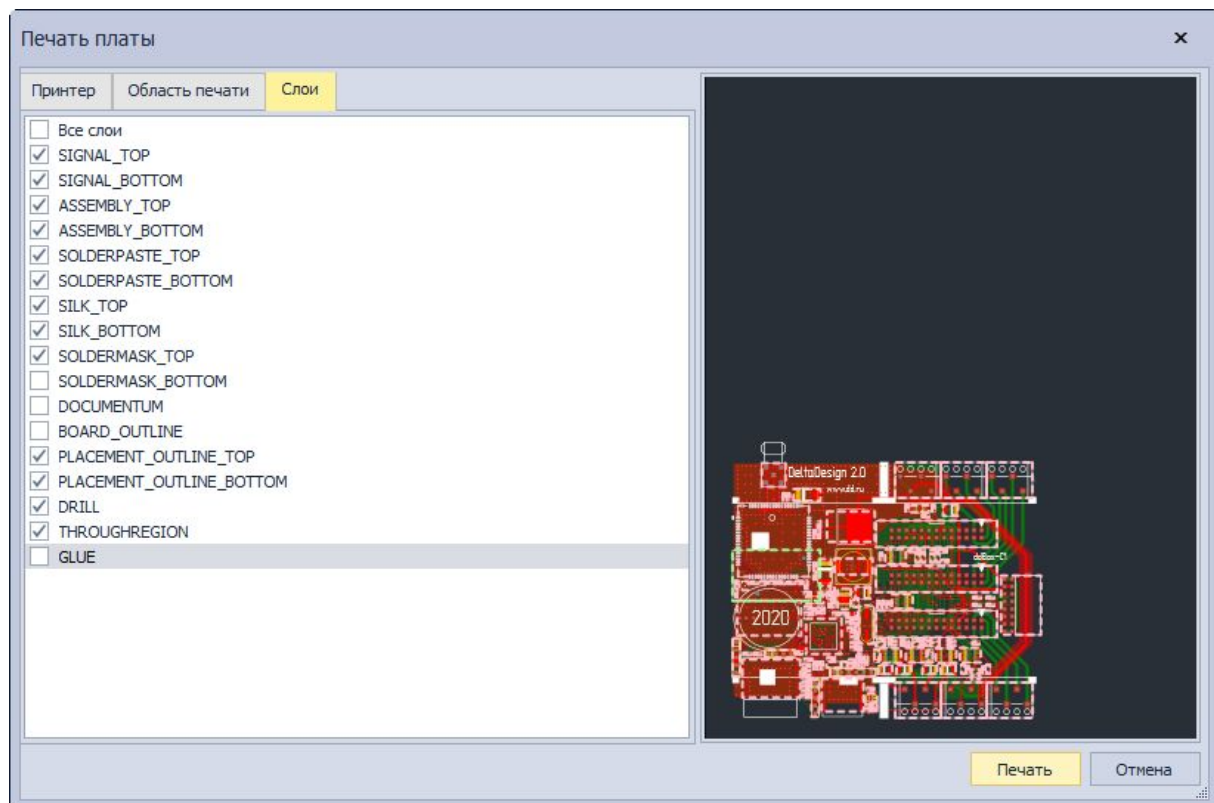 Печать платы
Принтер Область печати Слои
Все слои
SIGNAL_TOP
SIGNAL_BOTTOM
ASSEMBLY_TOP
ASSEMBLY_BOTTOM
SOLDERPASTE_TOP
SOLDERPASTE_BOTTOM
SILK_TOP
SILK_BOTTOM
SOLDERMASK_TOP
SOLDERMASK_BOTTOM
DOCUMENTUM
BOARD_OUTLINE
PLACEMENT_OUTLINE_TOP
PLACEMENT_OUTLINE_BOTTOM
DRILL
THROUGHREGION
GLUE
DeltaDesign 2.0
2020
Печать Отмена